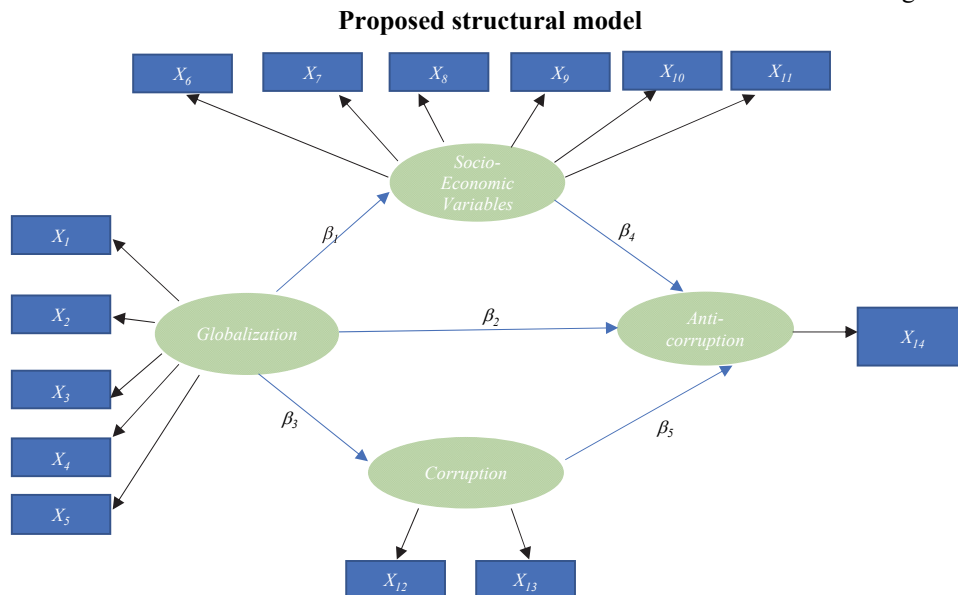 Proposed structural model
X6
X7
X8
X9
X10
X11
Socio-
Economic
Variables
X1
β1
β4
X2
Globalization
β2
Anti-
corruption
X14
X3
β3
β5
X4
Corruption
X5
X12
X13